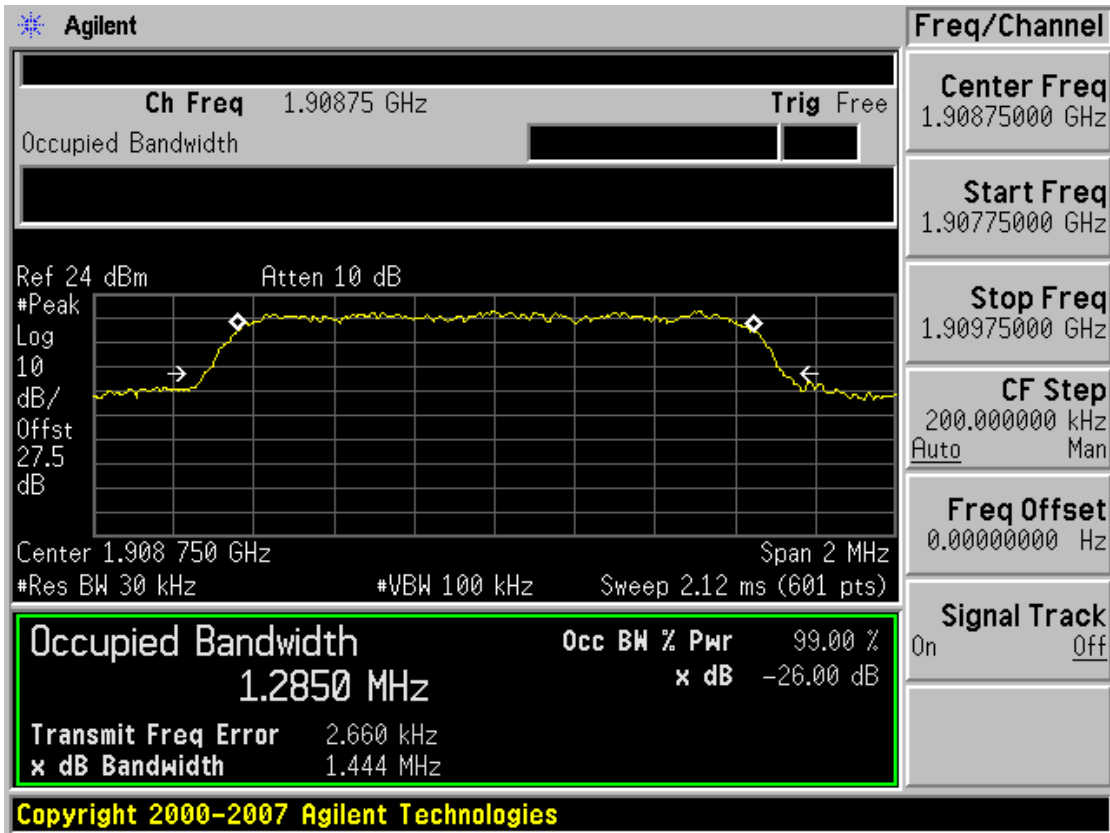 Agilent
Freq/Channel
Ch Freq 1.90875 GHz Trig Free
Occupied Bandwidth
Center Freq
1.90875000 GHz
Start Freq
1.90775000 GHz
Stop Freq
1.90975000 GHz
CF Step
200.000000 kHz
Auto Man
Freq Offset
0.00000000 Hz
Signal Track
On Off
Ref 24 dBm Atten 10 dB
#Peak
Log
10
dB/
Offst
27.5
dB
Center 1.908 750 GHz Span 2 MHz
#Res BW 30 kHz #VBW 100 kHz Sweep 2.12 ms (601 pts)
Occupied Bandwidth Occ BW % Pwr 99.00 %
1.2850 MHz x dB -26.00 dB
Transmit Freq Error 2.660 kHz
x dB Bandwidth 1.444 MHz
Copyright 2000-2007 Agilent Technologies